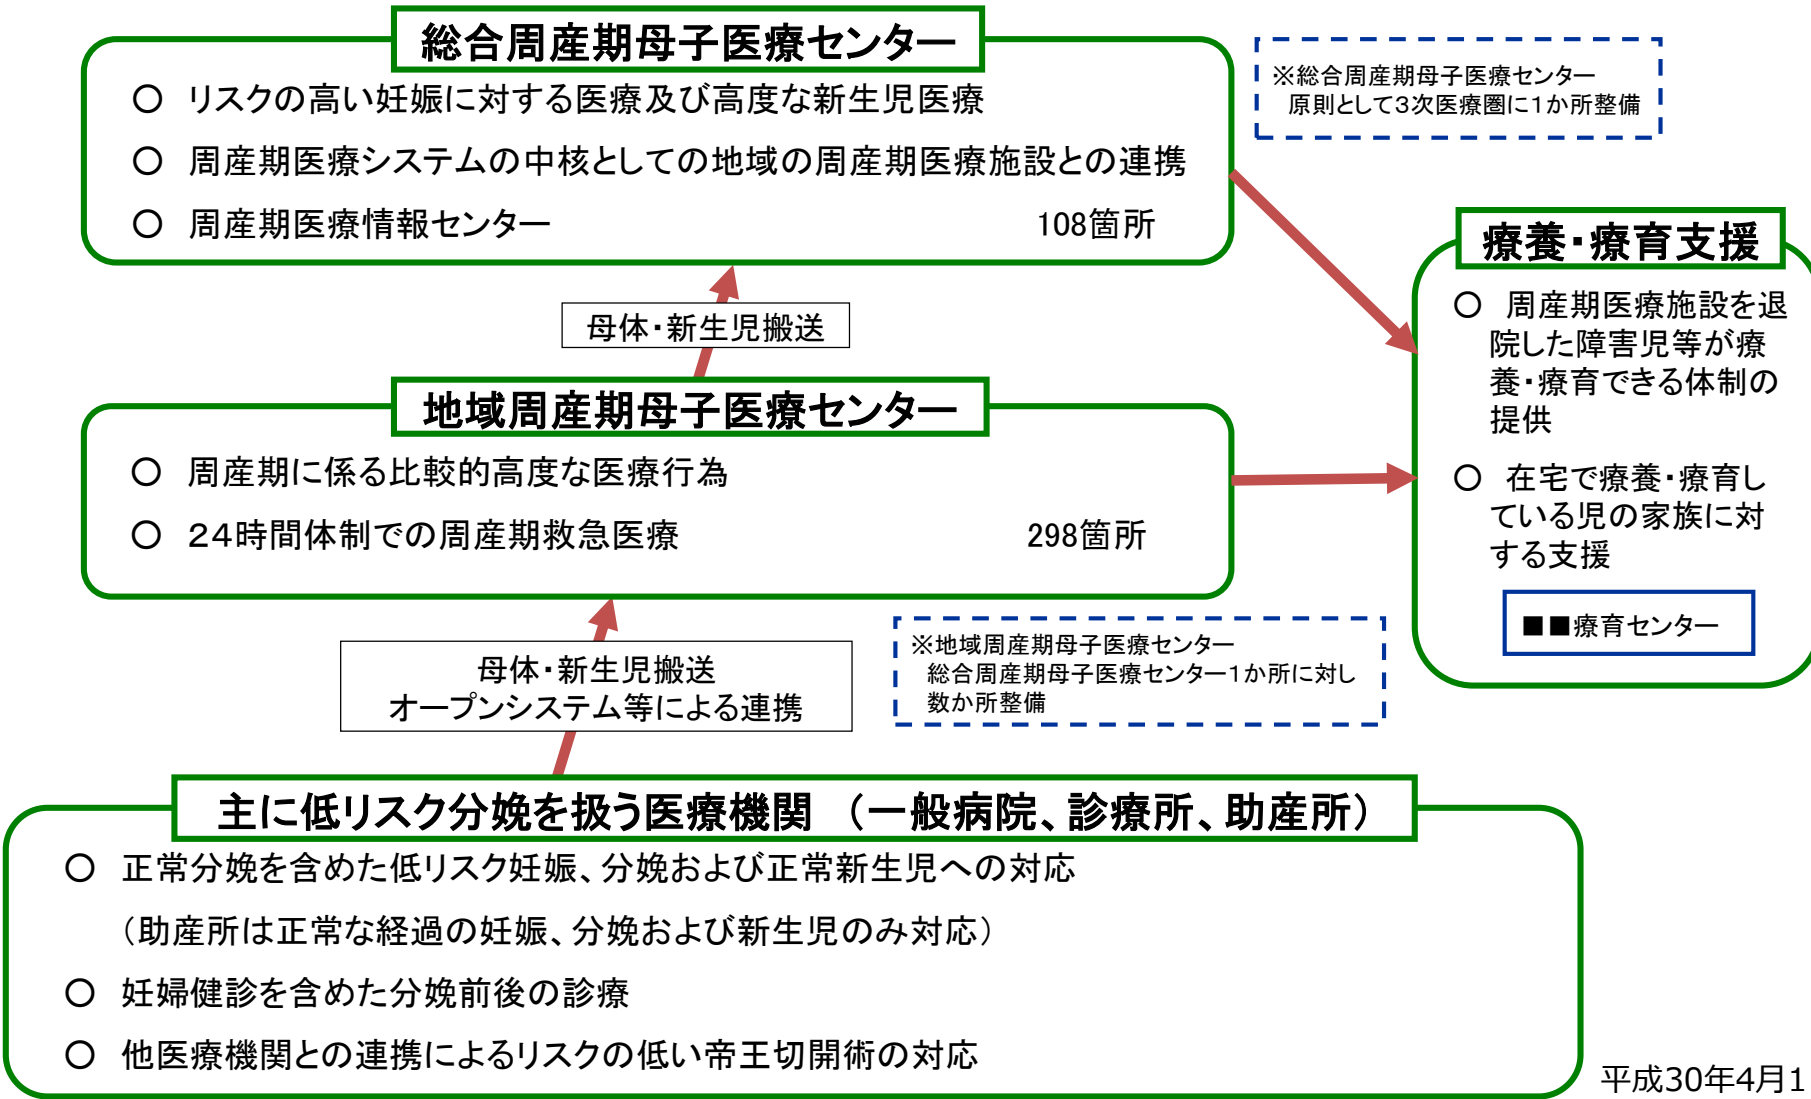 総合周産期母子医療センター
○ リスクの高い妊娠に対する医療及び高度な新生児医療
○ 周産期医療システムの中核としての地域の周産期医療施設との連携
○ 周産期医療情報センター 108箇所
※総合周産期母子医療センター
原則として3次医療圏に1か所整備
母体・新生児搬送
地域周産期母子医療センター
○ 周産期に係る比較的高度な医療行為
○ 24時間体制での周産期救急医療 298箇所
療養・療育支援
○ 周産期医療施設を退
院した障害児等が療
養・療育できる体制の
提供
○ 在宅で療養・療育し
ている児の家族に対
する支援
■■療育センター
母体・新生児搬送
オープンシステム等による連携
※地域周産期母子医療センター
総合周産期母子医療センター1か所に対し
数か所整備
主に低リスク分娩を扱う医療機関 （一般病院、診療所、助産所）
○ 正常分娩を含めた低リスク妊娠、分娩および正常新生児への対応
（助産所は正常な経過の妊娠、分娩および新生児のみ対応）
○ 妊婦健診を含めた分娩前後の診療
○ 他医療機関との連携によるリスクの低い帝王切開術の対応
平成30年4月1